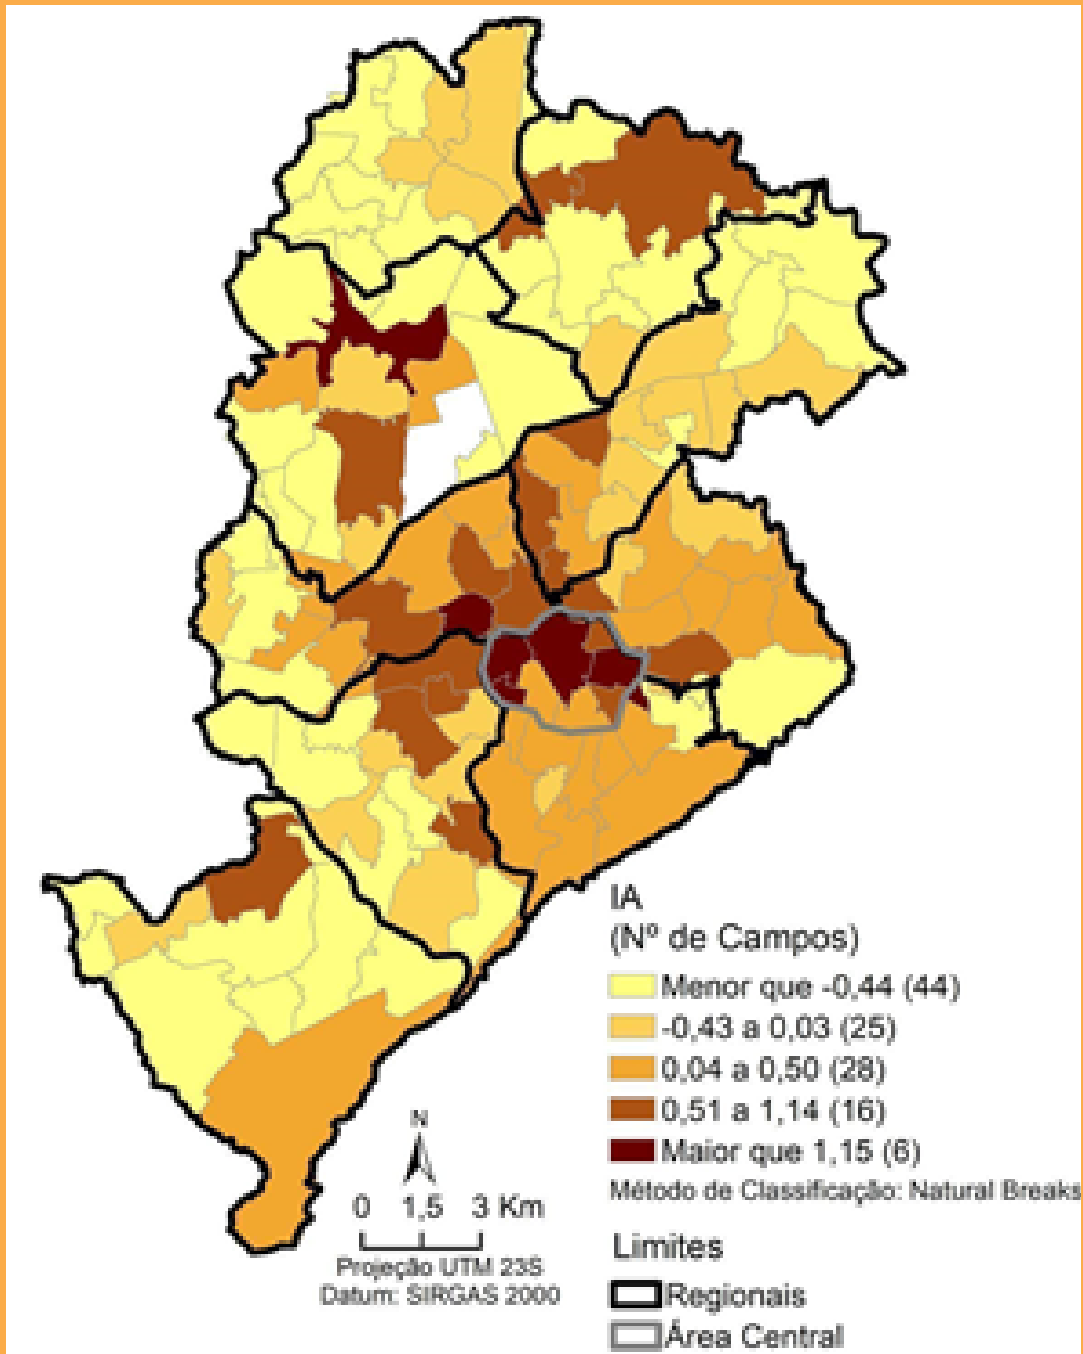 IA
(Nº de Campos)
Menor que -0,44 (44)
-0,43 a 0,03 (25)
0,04 a 0,50 (28)
0,51 a 1,14 (16)
Maior que 1,15 (6)
Método de Classificação: Natural Breaks
N
0 1,5 3 Km
Projeção UTM 23S
Datum: SIRGAS 2000
Limites
Regionais
Área Central